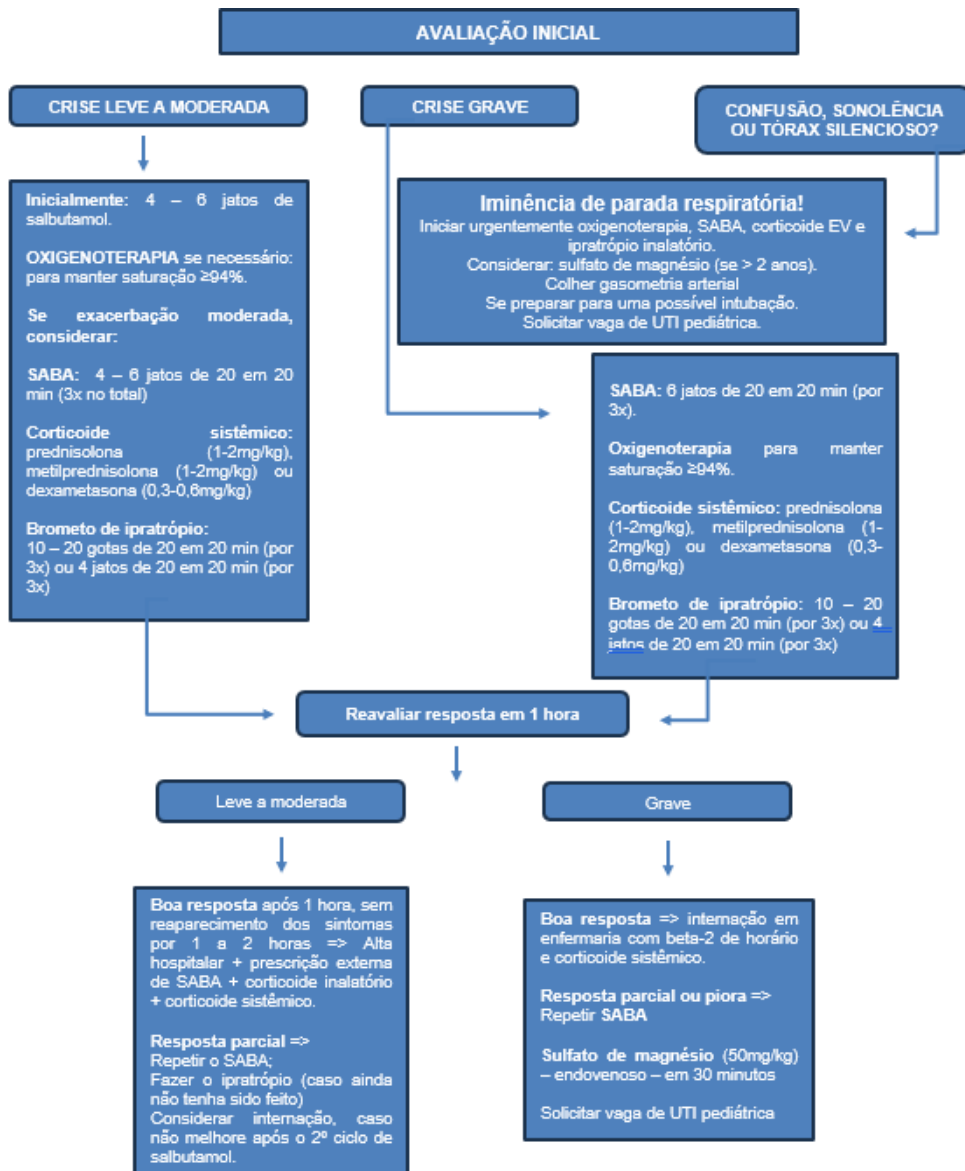 AVALIAÇÃO INICIAL
CRISE LEVE A MODERADA
CRISE GRAVE
CONFUSÃO, SONOLÊNCIA
OU TÓRAX SILENCIOSO?
Inicialmente: 4 – 6 jatos de
salbutamol.
OXIGENOTERAPIA se necessário:
para manter saturação ≥94%.
Se exacerbação moderada,
considerar:
SABA: 4 – 6 jatos de 20 em 20
min (3x no total)
Corticoide sistêmico:
prednisolona (1-2mg/kg),
metilprednisolona (1-2mg/kg) ou
dexametasona (0,3-0,6mg/kg)
Brometo de ipratrópio:
10 – 20 gotas de 20 em 20 min (por
3x) ou 4 jatos de 20 em 20 min (por
3x)
Iminência de parada respiratória!
Iniciar urgentemente oxigenoterapia, SABA, corticoide EV e
ipratrópio inalatório.
Considerar: sulfato de magnésio (se > 2 anos).
Colher gasometria arterial
Se preparar para uma possível intubação.
Solicitar vaga de UTI pediátrica.
SABA: 6 jatos de 20 em 20 min (por
3x).
Oxigenoterapia para manter
saturação ≥94%.
Corticoide sistêmico: prednisolona
(1-2mg/kg), metilprednisolona (1-
2mg/kg) ou dexametasona (0,3-
0,6mg/kg)
Brometo de ipratrópio: 10 – 20
gotas de 20 em 20 min (por 3x) ou 4
jatos de 20 em 20 min (por 3x)
Reavaliar resposta em 1 hora
Leve a moderada
Grave
Boa resposta após 1 hora, sem
reaparecimento dos sintomas
por 1 a 2 horas => Alta
hospitalar + prescrição externa
de SABA + corticoide inalatório
+ corticoide sistêmico.
Resposta parcial =>
Repetir o SABA;
Fazer o ipratrópio (caso ainda
não tenha sido feito)
Considerar internação, caso
não melhore após o 2º ciclo de
salbutamol.
Boa resposta => internação em
enfermaria com beta-2 de horário
e corticoide sistêmico.
Resposta parcial ou piora =>
Repetir SABA
Sulfato de magnésio (50mg/kg)
– endovenoso – em 30 minutos
Solicitar vaga de UTI pediátrica